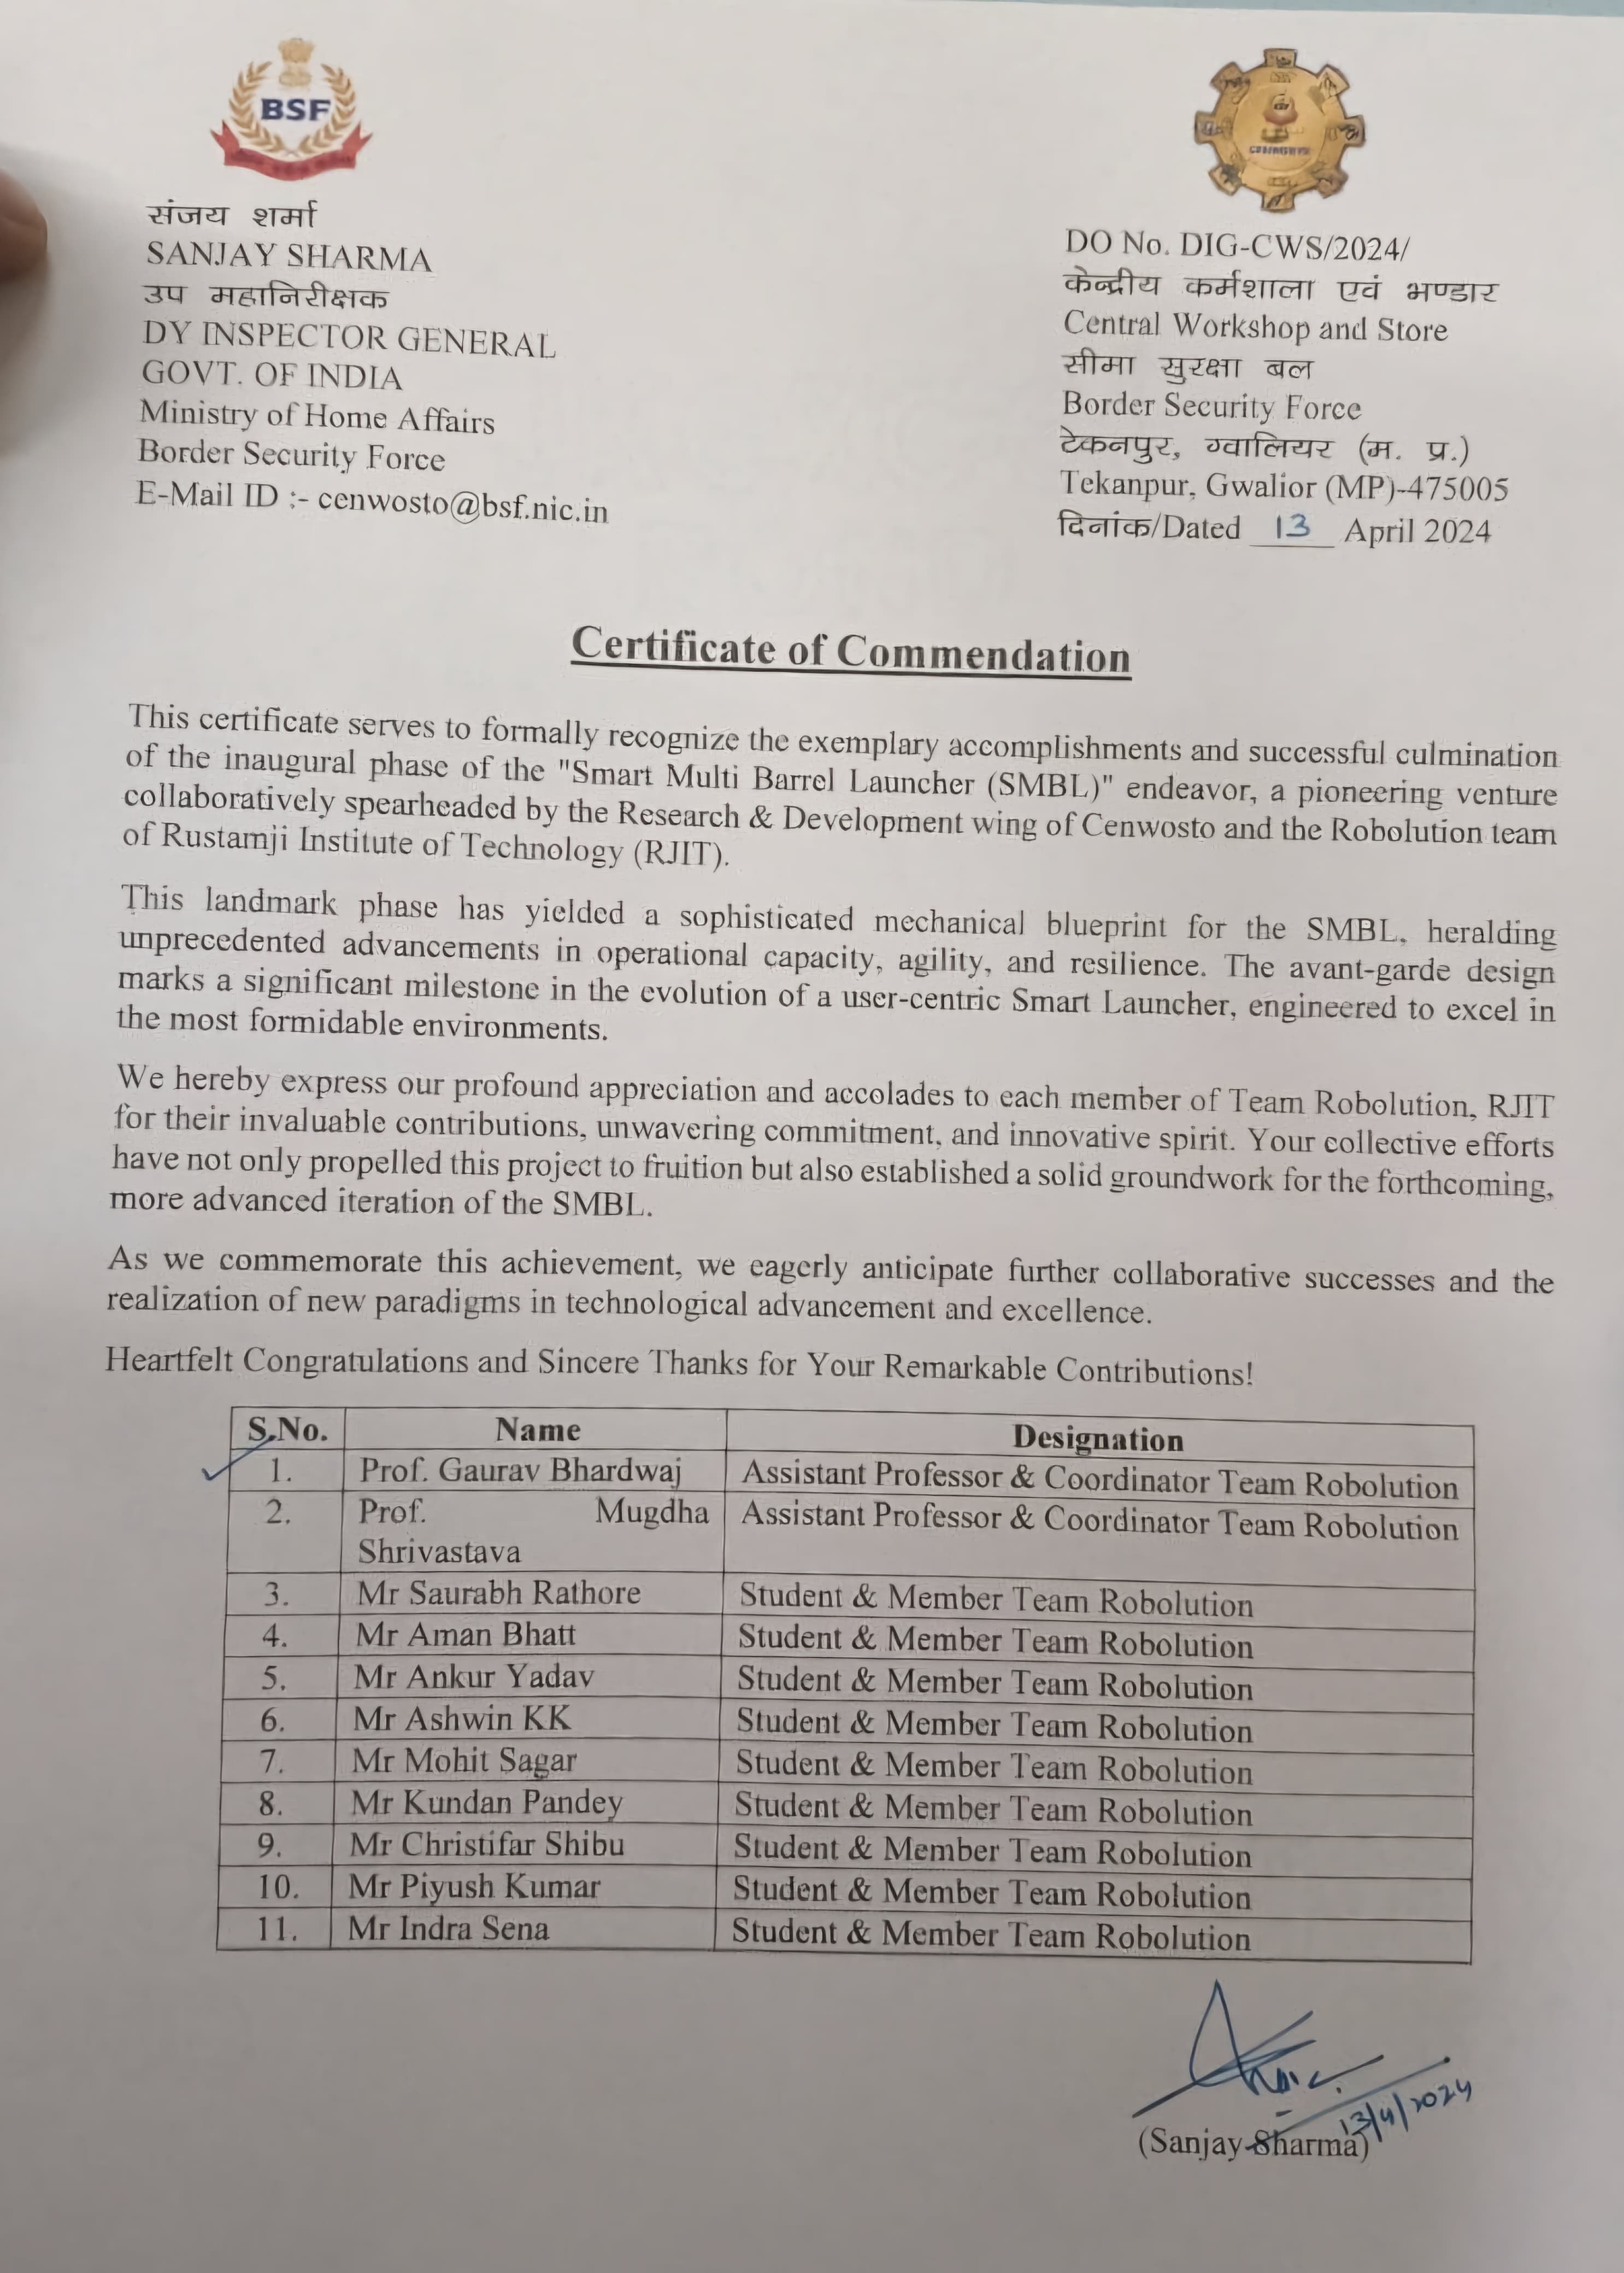 BSF
संजय शर्मा
SANJAY SHARMA
उप महानिरीक्षक
DY INSPECTOR GENERAL
GOVT. OF INDIA
Ministry of Home Affairs
Border Security Force
E-Mail ID :- cenwosto@bsf.nic.in
DO No. DIG-CWS/2024/
केन्द्रीय कर्मशाला एवं भण्डार
Central Workshop and Store
सीमा सुरक्षा बल
Border Security Force
टेकनपुर, ग्वालियर (म. प्र.)
Tekanpur, Gwalior (MP)-475005
दिनांक/Dated 13 April 2024
Certificate of Commendation
This certificate serves to formally recognize the exemplary accomplishments and successful culmination
of the inaugural phase of the "Smart Multi Barrel Launcher (SMBL)" endeavor, a pioneering venture
collaboratively spearheaded by the Research & Development wing of Cenwosto and the Robolution team
of Rustamji Institute of Technology (RJIT).
This landmark phase has yielded a sophisticated mechanical blueprint for the SMBL, heralding
unprecedented advancements in operational capacity, agility, and resilience. The avant-garde design
marks a significant milestone in the evolution of a user-centric Smart Launcher, engineered to excel in
the most formidable environments.
We hereby express our profound appreciation and accolades to each member of Team Robolution, RJIT
for their invaluable contributions, unwavering commitment, and innovative spirit. Your collective efforts
have not only propelled this project to fruition but also established a solid groundwork for the forthcoming,
more advanced iteration of the SMBL.
As we commemorate this achievement, we eagerly anticipate further collaborative successes and the
realization of new paradigms in technological advancement and excellence.
Heartfelt Congratulations and Sincere Thanks for Your Remarkable Contributions!
S.No. Name Designation
1. Prof. Gaurav Bhardwaj Assistant Professor & Coordinator Team Robolution
2. Prof. Mugdha Assistant Professor & Coordinator Team Robolution
Shrivastava
3. Mr Saurabh Rathore Student & Member Team Robolution
4. Mr Aman Bhatt Student & Member Team Robolution
5. Mr Ankur Yadav Student & Member Team Robolution
6. Mr Ashwin KK Student & Member Team Robolution
7. Mr Mohit Sagar Student & Member Team Robolution
8. Mr Kundan Pandey Student & Member Team Robolution
9. Mr Christifar Shibu Student & Member Team Robolution
10. Mr Piyush Kumar Student & Member Team Robolution
11. Mr Indra Sena Student & Member Team Robolution
13/4/2024
(Sanjay Sharma)